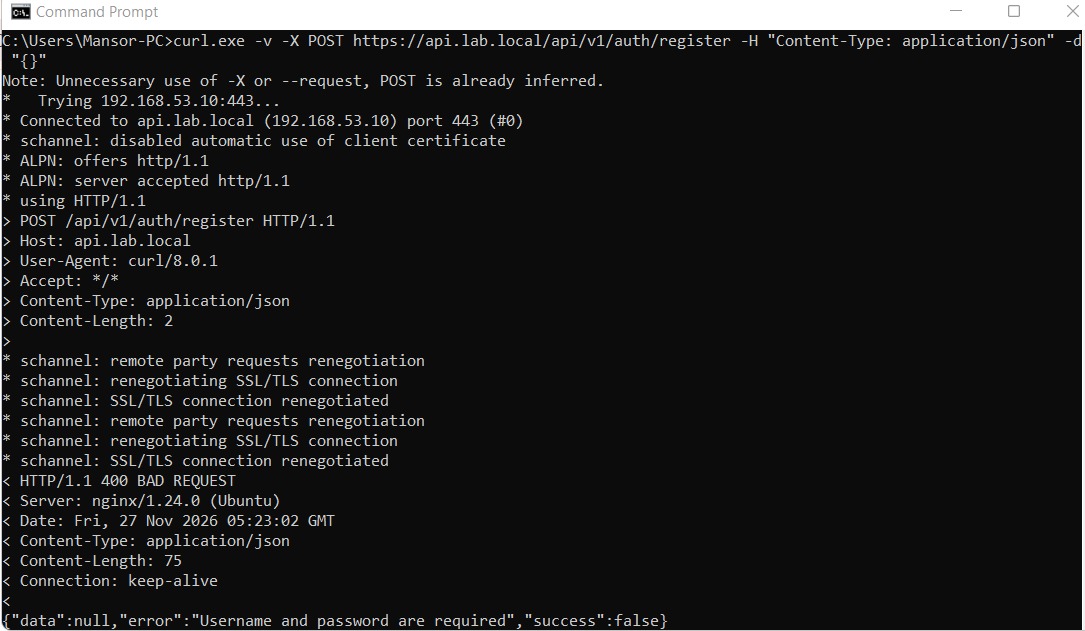 Command Prompt
C:\Users\Mansor-PC>curl.exe -v -X POST https://api.lab.local/api/v1/auth/register -H "Content-Type: application/json" -d
"{}"
Note: Unnecessary use of -X or --request, POST is already inferred.
*   Trying 192.168.53.10:443...
* Connected to api.lab.local (192.168.53.10) port 443 (#0)
* schannel: disabled automatic use of client certificate
* ALPN: offers http/1.1
* ALPN: server accepted http/1.1
* using HTTP/1.1
> POST /api/v1/auth/register HTTP/1.1
> Host: api.lab.local
> User-Agent: curl/8.0.1
> Accept: */*
> Content-Type: application/json
> Content-Length: 2
>
* schannel: remote party requests renegotiation
* schannel: renegotiating SSL/TLS connection
* schannel: SSL/TLS connection renegotiated
* schannel: remote party requests renegotiation
* schannel: renegotiating SSL/TLS connection
* schannel: SSL/TLS connection renegotiated
< HTTP/1.1 400 BAD REQUEST
< Server: nginx/1.24.0 (Ubuntu)
< Date: Fri, 27 Nov 2026 05:23:02 GMT
< Content-Type: application/json
< Content-Length: 75
< Connection: keep-alive
<
{"data":null,"error":"Username and password are required","success":false}